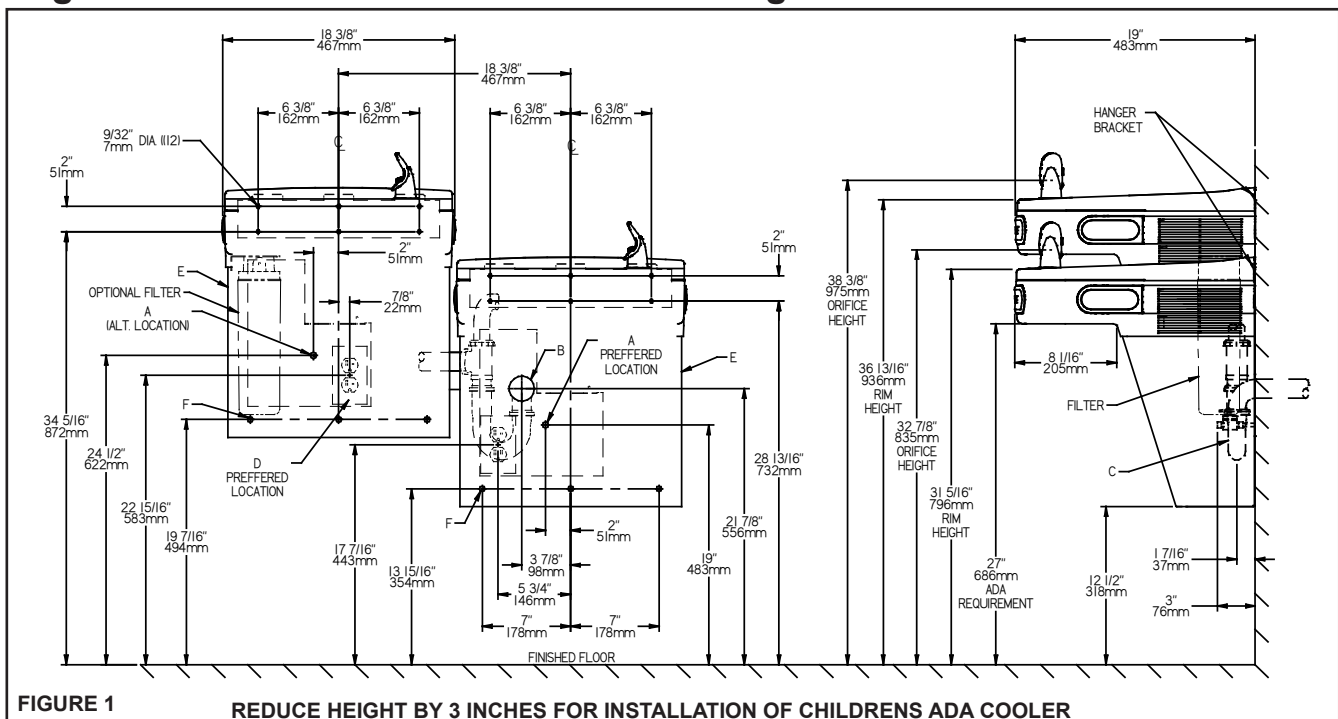 18 3/8"
467mm
18 3/8"
467mm
19"
483mm
6 3/8"
162mm
6 3/8"
162mm
6 3/8"
162mm
6 3/8"
162mm
HANGER
BRACKET
9/32"
7mm DIA. (12)
2"
51mm
2"
51mm
2"
51mm
E
OPTIONAL FILTER
A
(ALT. LOCATION)
7/8"
22mm
A
PREFFERED
LOCATION
B
E
F
D
PREFFERED
LOCATION
34 5/16"
872mm
24 1/2"
622mm
22 15/16"
583mm
19 7/16"
494mm
17 7/16"
443mm
13 15/16"
354mm
F
2"
51mm
3 7/8"
98mm
5 3/4"
146mm
7"
178mm
7"
178mm
19"
483mm
21 7/8"
556mm
28 13/16"
732mm
38 3/8"
975mm
ORIFICE
HEIGHT
36 13/16"
936mm
RIM
HEIGHT
32 7/8"
835mm
ORIFICE
HEIGHT
31 5/16"
796mm
RIM
HEIGHT
27"
686mm
ADA
REQUIREMENT
8 1/16"
205mm
FILTER
C
12 1/2"
318mm
1 7/16"
37mm
3"
76mm
FINISHED FLOOR
FIGURE 1
REDUCE HEIGHT BY 3 INCHES FOR INSTALLATION OF CHILDRENS ADA COOLER